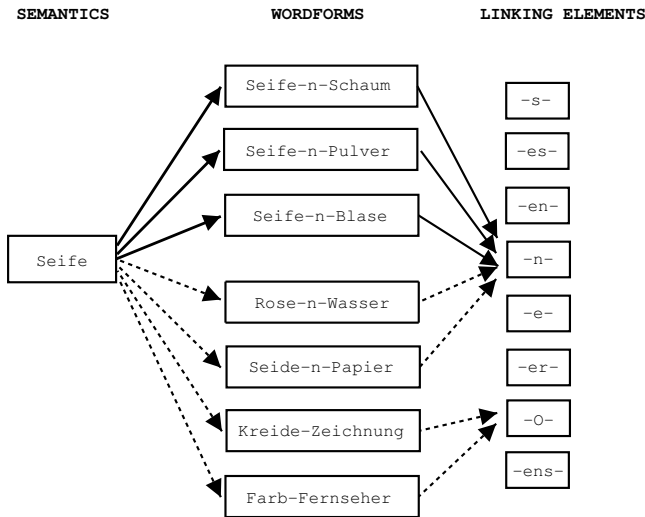 SEMANTICS
WORDFORMS
LINKING ELEMENTS
Seife
Seife-n-Schaum
Seife-n-Pulver
Seife-n-Blase
Rose-n-Wasser
Seide-n-Papier
Kreide-Zeichnung
Farb-Fernseher
-s-
-es-
-en-
-n-
-e-
-er-
-O-
-ens-